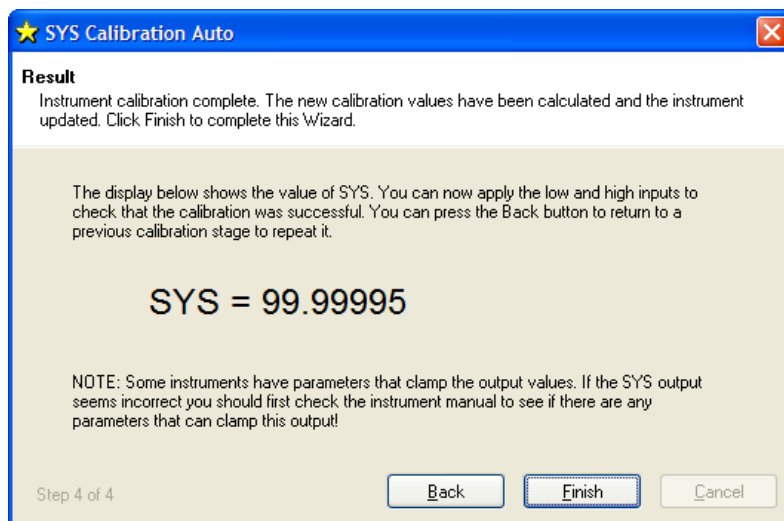 SYS Calibration Auto
Result
Instrument calibration complete. The new calibration values have been calculated and the instrument
updated. Click Finish to complete this Wizard.
The display below shows the value of SYS. You can now apply the low and high inputs to
check that the calibration was successful. You can press the Back button to return to a
previous calibration stage to repeat it.
SYS = 99.99995
NOTE: Some instruments have parameters that clamp the output values. If the SYS output
seems incorrect you should first check the instrument manual to see if there are any
parameters that can clamp this output!
Step 4 of 4
Back
Finish
Cancel